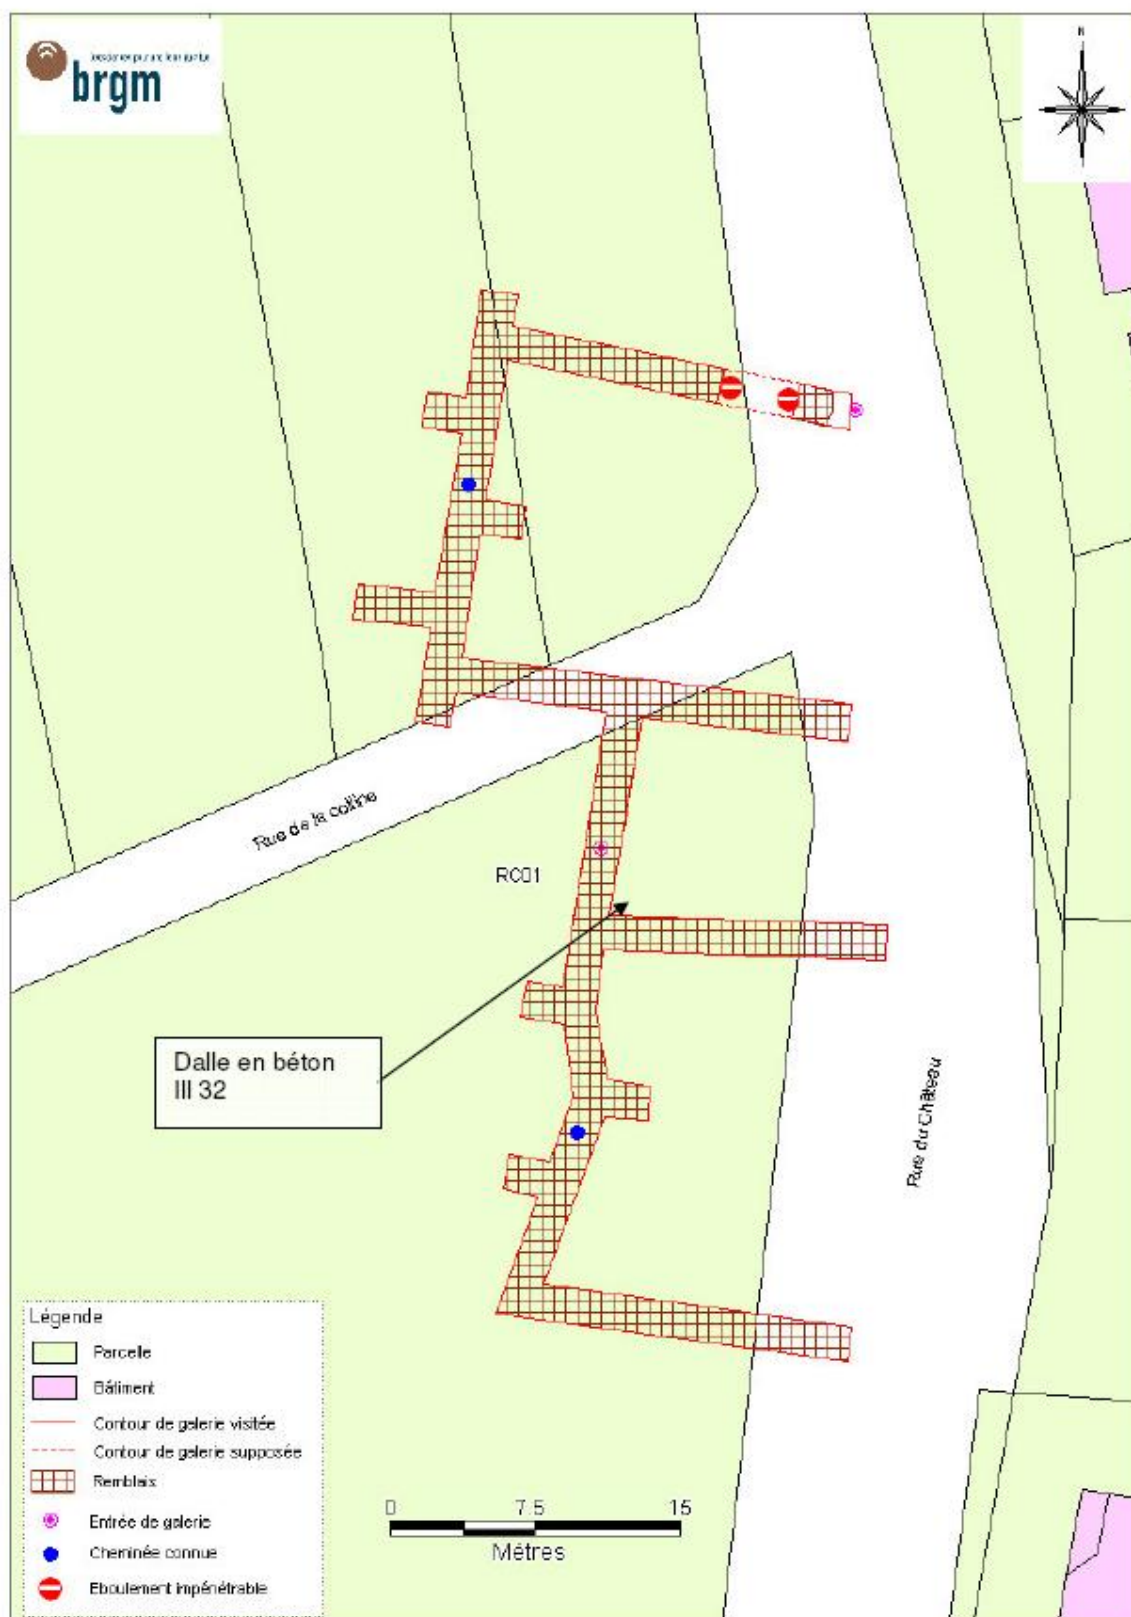 brgm
N
Rue de la colline
RC01
Dalle en béton
III 32
Rue du Château
Légende
Parcelle
Bâtiment
Contour de galerie visitée
Contour de galerie supposée
Remblais
Entrée de galerie
Cheminée connue
Eboulement impénétrable
0 7.5 15
Mètres